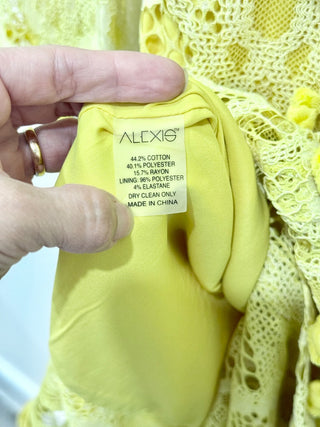 ALEXIS™
44.2% COTTON
40.1% POLYESTER
15.7% RAYON
LINING: 96% POLYESTER
4% ELASTANE
DRY CLEAN ONLY
MADE IN CHINA